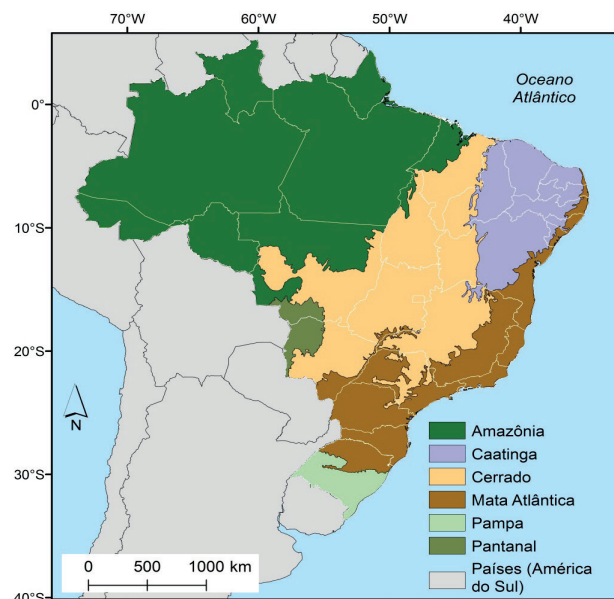 70°W 60°W 50°W 40°W
Oceano
Atlântico
0°
10°S
20°S
30°S
40°S
N
Amazônia
Caatinga
Cerrado
Mata Atlântica
Pampa
Pantanal
Países (América
do Sul)
0 500 1000 km